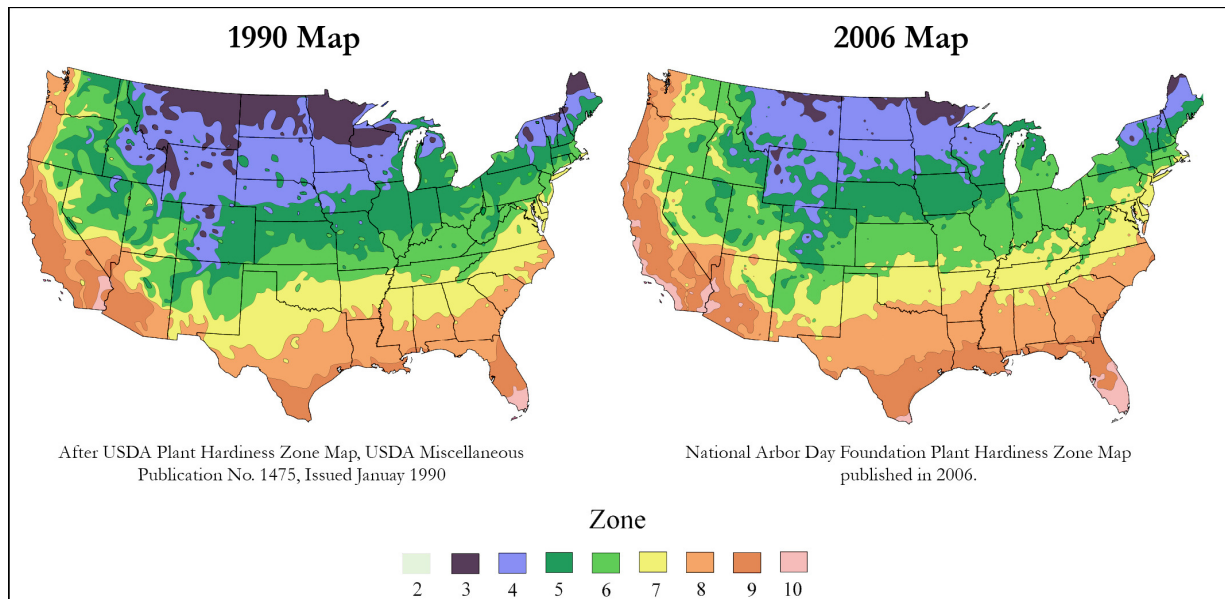 1990 Map
2006 Map
After USDA Plant Hardiness Zone Map, USDA Miscellaneous
Publication No. 1475, Issued Januay 1990
National Arbor Day Foundation Plant Hardiness Zone Map
published in 2006.
Zone
2 3 4 5 6 7 8 9 10